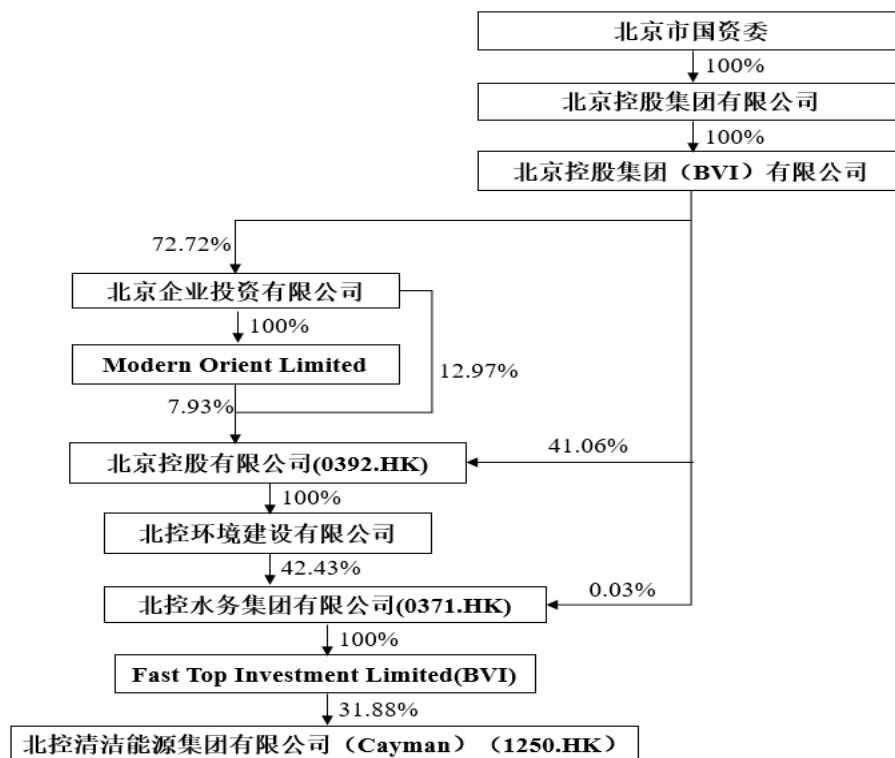 北京市国资委
100%
北京控股集团有限公司
100%
北京控股集团（BVI）有限公司
72.72%
北京企业投资有限公司
100%
Modern Orient Limited
12.97%
7.93%
41.06%
北京控股有限公司(0392.HK)
100%
北控环境建设有限公司
42.43%
0.03%
北控水务集团有限公司(0371.HK)
100%
Fast Top Investment Limited(BVI)
31.88%
北控清洁能源集团有限公司（Cayman）（1250.HK）